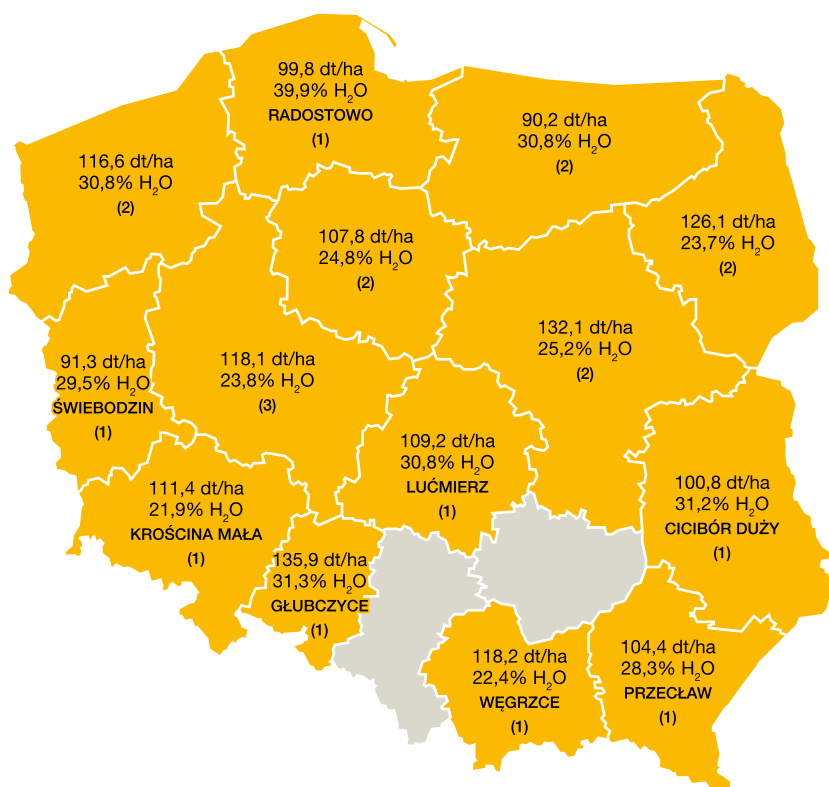 99,8 dt/ha
39,9% H₂O
RADOSTOWO
(1)
90,2 dt/ha
30,8% H₂O
(2)
116,6 dt/ha
30,8% H₂O
(2)
126,1 dt/ha
23,7% H₂O
(2)
107,8 dt/ha
24,8% H₂O
(2)
132,1 dt/ha
25,2% H₂O
(2)
91,3 dt/ha
29,5% H₂O
ŚWIEBODZIN
(1)
118,1 dt/ha
23,8% H₂O
(3)
109,2 dt/ha
30,8% H₂O
LUĆMIERZ
(1)
111,4 dt/ha
21,9% H₂O
KROŚCINA MAŁA
(1)
100,8 dt/ha
31,2% H₂O
CICIBÓR DUŻY
(1)
135,9 dt/ha
31,3% H₂O
GŁUBCZYCE
(1)
118,2 dt/ha
22,4% H₂O
WĘGRZCE
(1)
104,4 dt/ha
28,3% H₂O
PRZECŁAW
(1)